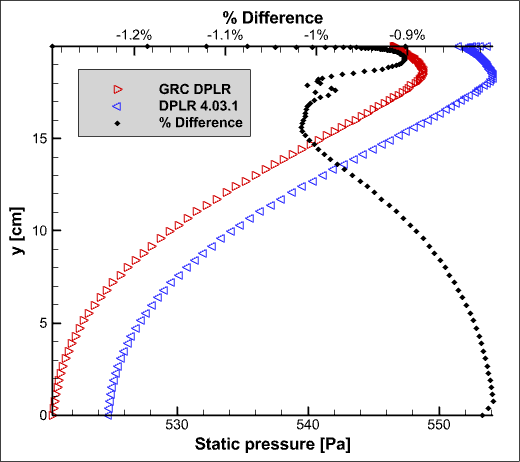 % Difference
-1.2% -1.1% -1% -0.9%
GRC DPLR
DPLR 4.03.1
% Difference
15
10
5
0
y [cm]
530 540 550
Static pressure [Pa]